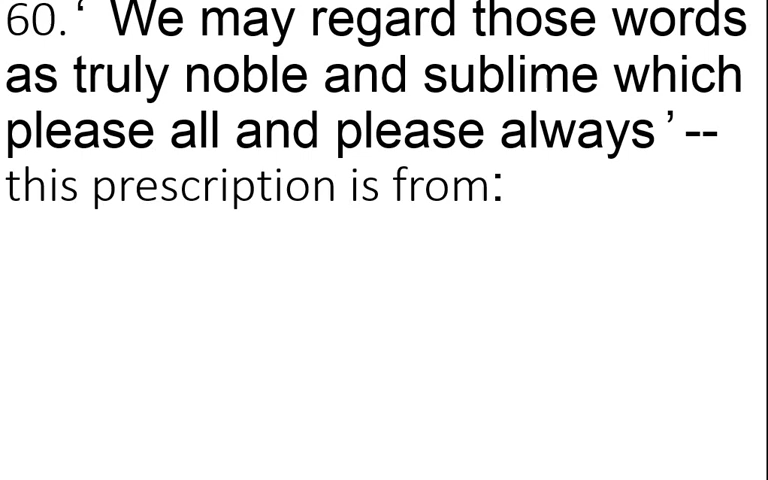 60. ‘ We may regard those words
as truly noble and sublime which
please all and please always ’ --
this prescription is from: